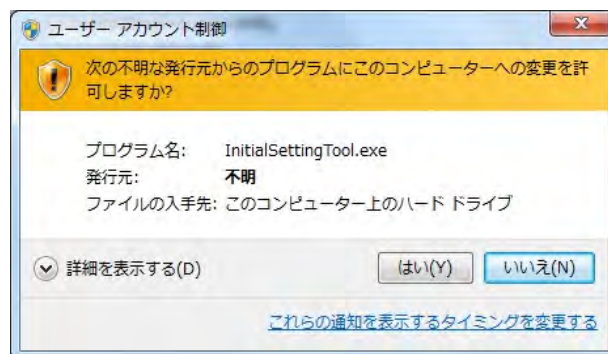 ユーザー アカウント制御
次の不明な発行元からのプログラムにこのコンピューターへの変更を許
可しますか?
プログラム名: InitialSettingTool.exe
発行元: 不明
ファイルの入手先: このコンピューター上のハード ドライブ
詳細を表示する(D)
はい(Y)
いいえ(N)
これらの通知を表示するタイミングを変更する